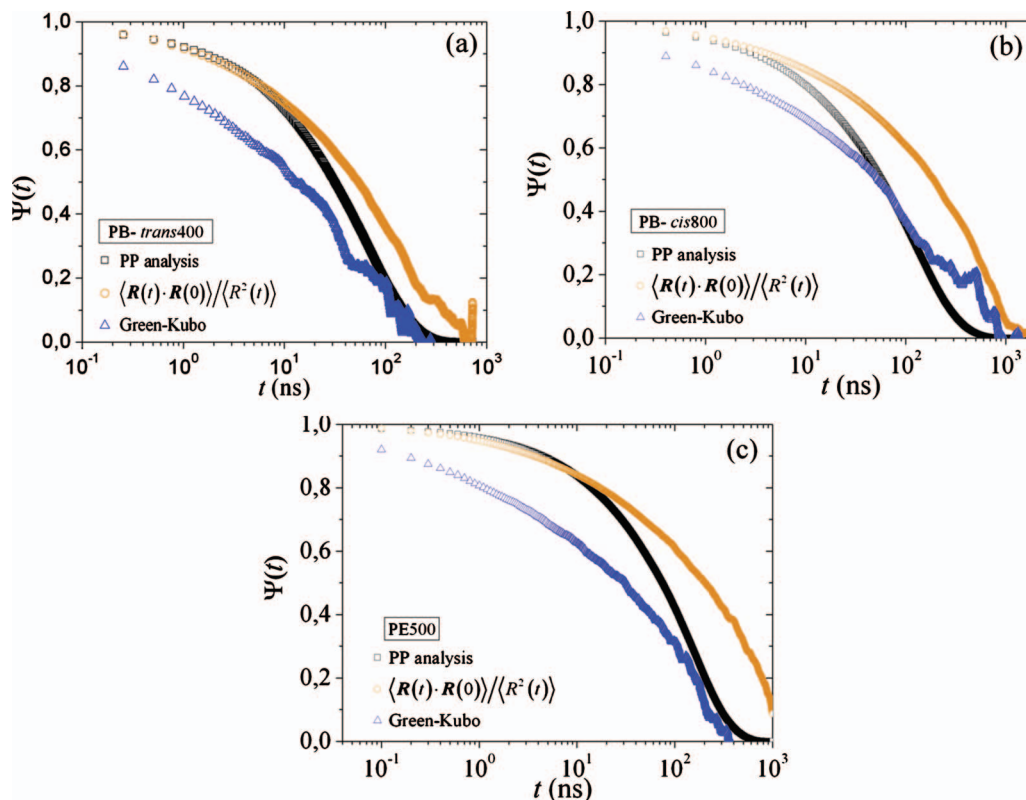 (a)
1,0
0,8
0,6
0,4
0,2
0,0
Ψ(t)
PB- trans400
PP analysis
⟨R(t)·R(0)⟩/⟨R²(t)⟩
Green-Kubo
10⁻¹ 10⁰ 10¹ 10² 10³
t (ns)
(b)
1,0
0,8
0,6
0,4
0,2
0,0
Ψ(t)
PB- cis800
PP analysis
⟨R(t)·R(0)⟩/⟨R²(t)⟩
Green-Kubo
10⁻¹ 10⁰ 10¹ 10² 10³
t (ns)
(c)
1,0
0,8
0,6
0,4
0,2
0,0
Ψ(t)
PE500
PP analysis
⟨R(t)·R(0)⟩/⟨R²(t)⟩
Green-Kubo
10⁻¹ 10⁰ 10¹ 10² 10³
t (ns)